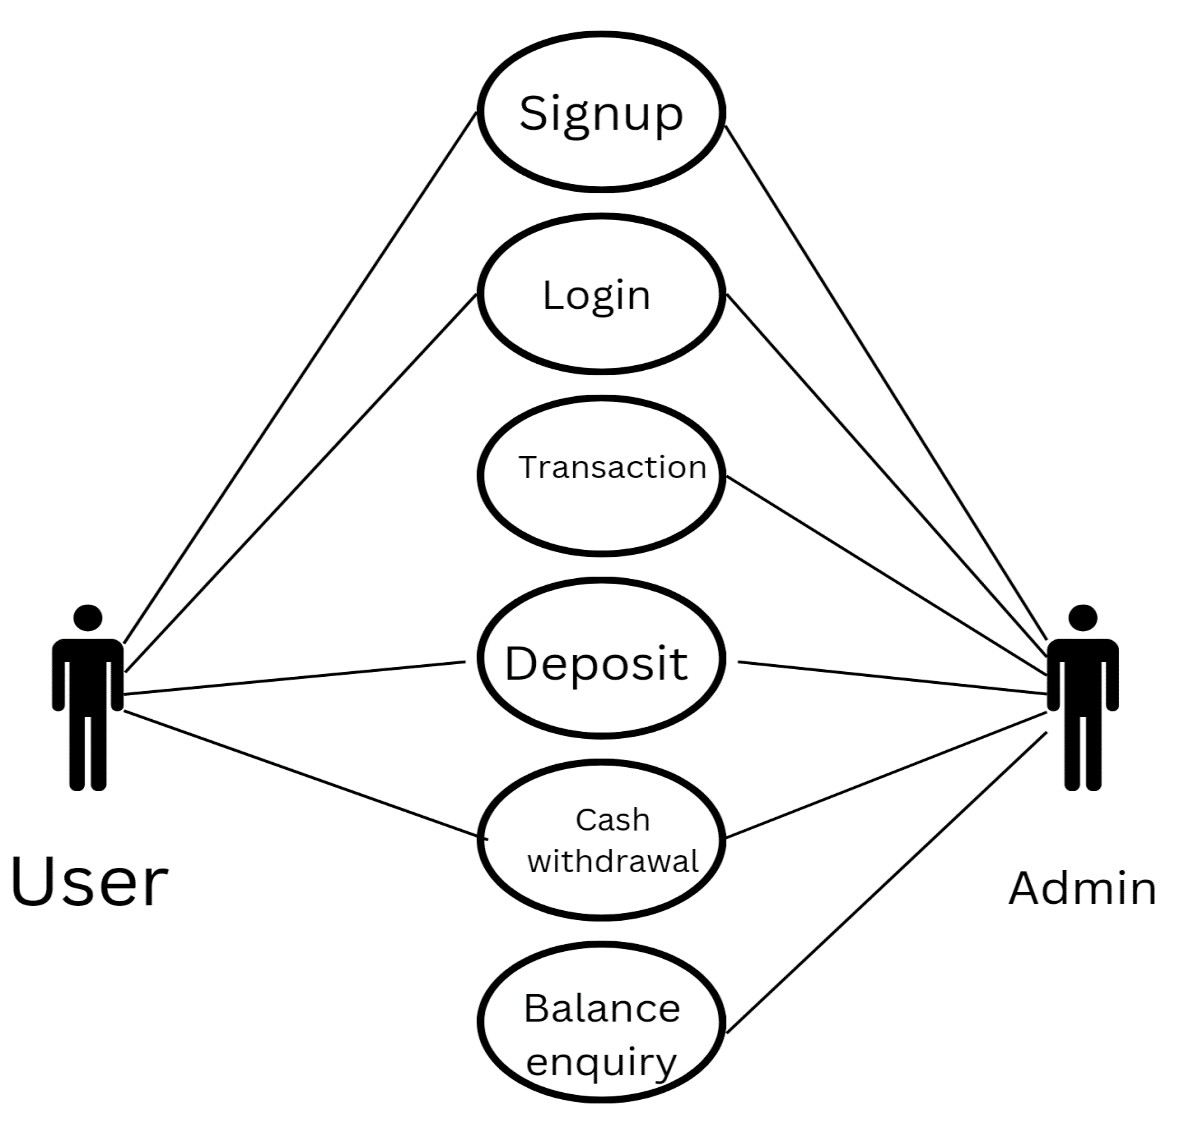 Signup
Login
Transaction
Deposit
Cash
withdrawal
User
Admin
Balance
enquiry